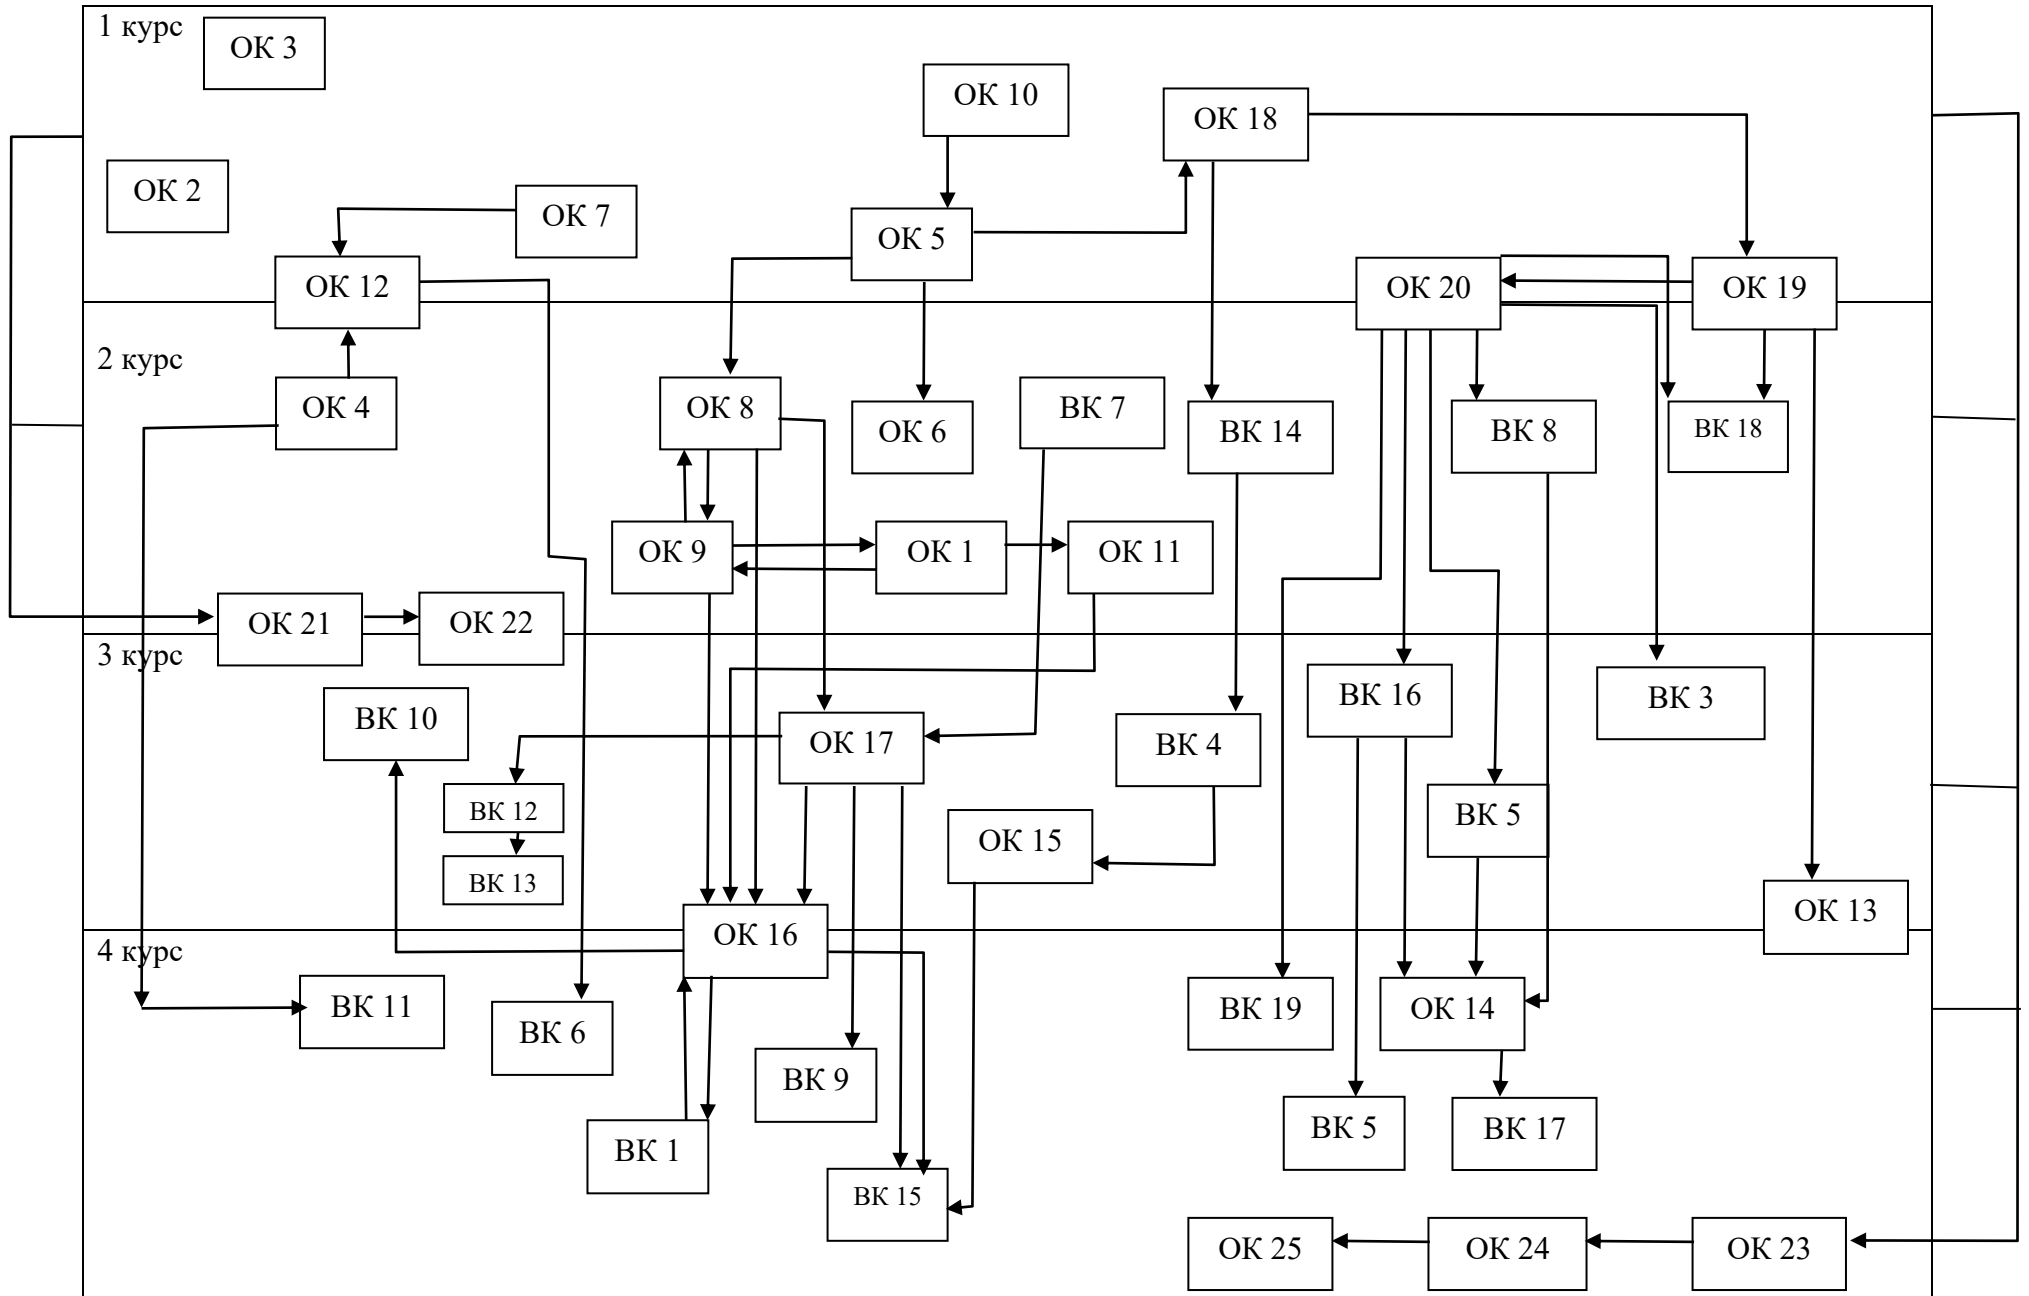 1 курс
ОК 3
ОК 10
ОК 18
ОК 2
ОК 7
ОК 5
ОК 12
ОК 20
ОК 19
2 курс
ОК 4
ОК 8
ОК 6
ВК 7
ВК 14
ВК 8
ВК 18
ОК 9
ОК 1
ОК 11
ОК 21
ОК 22
3 курс
ВК 10
ОК 17
ВК 4
ВК 16
ВК 3
ВК 12
ОК 15
ВК 5
ВК 13
ОК 13
ОК 16
4 курс
ВК 11
ВК 6
ВК 19
ОК 14
ВК 9
ВК 1
ВК 5
ВК 17
ВК 15
ОК 25
ОК 24
ОК 23